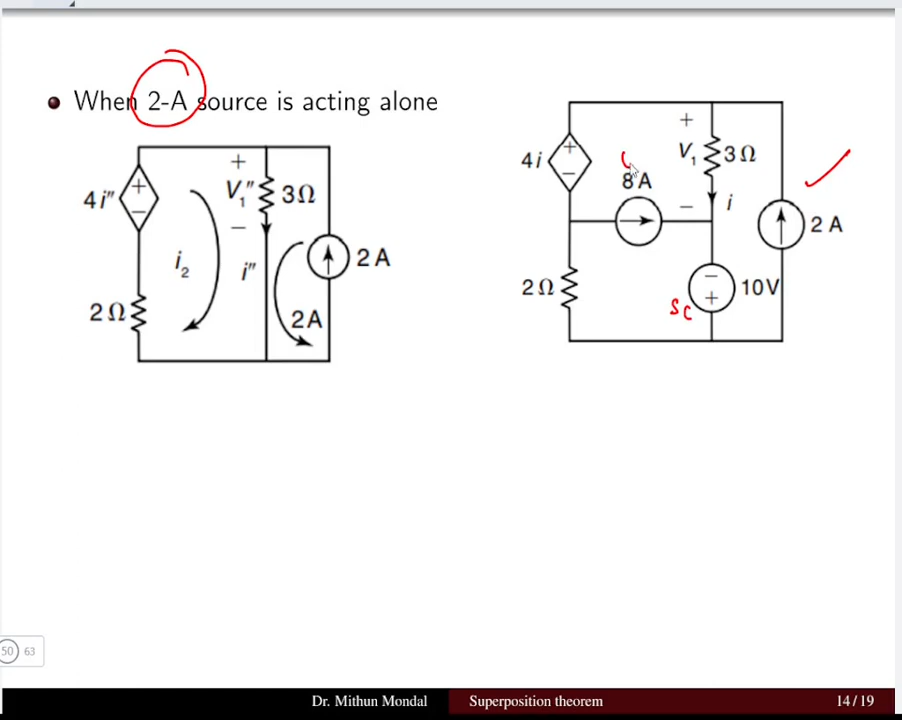 When 2-A source is acting alone
4i"
+
−
2Ω
i₂
+
V₁"
−
3Ω
i"
2A
2 A
4i
+
−
8 A
2Ω
+
V₁
−
3Ω
i
−
+
10V
SC
2 A
50 63
Dr. Mithun Mondal Superposition theorem 14 / 19